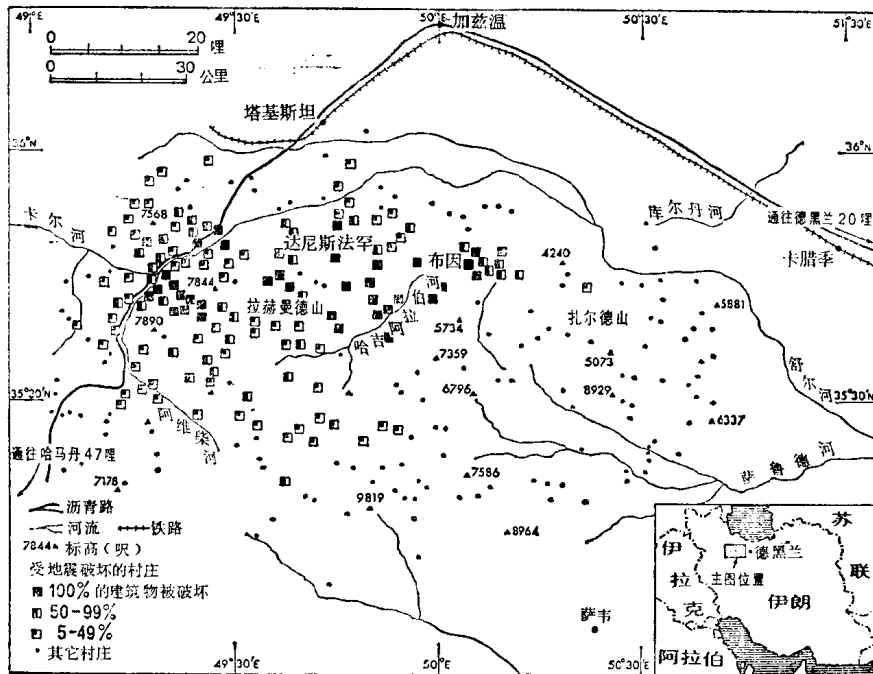 49°E
49°30'E
50°E
50°30'E
51°30'E
0 20 哩
0 30 公里
加兹温
塔基斯坦
36°N
36°N
卡尔河
7568
库尔丹河
通往德黑兰20哩
卡腊季
达尼斯法罕
布因
4240
7844
拉赫曼德山
哈吉阿拉伯河
5734
扎尔德山
5881
7890
7359
5073
8929
6796
舒尔河
35°30'N
6337
阿维柴河
通往哈马丹47哩
7178
7586
萨鲁德河
9819
8964
沥青路
河流
铁路
7844▲标高(呎)
受地震破坏的村庄
100%的建筑物被破坏
50-99%
5-49%
其它村庄
萨韦
苏联
伊拉克
德黑兰
主图位置
伊朗
阿拉伯
49°30'E
50°E
50°30'E